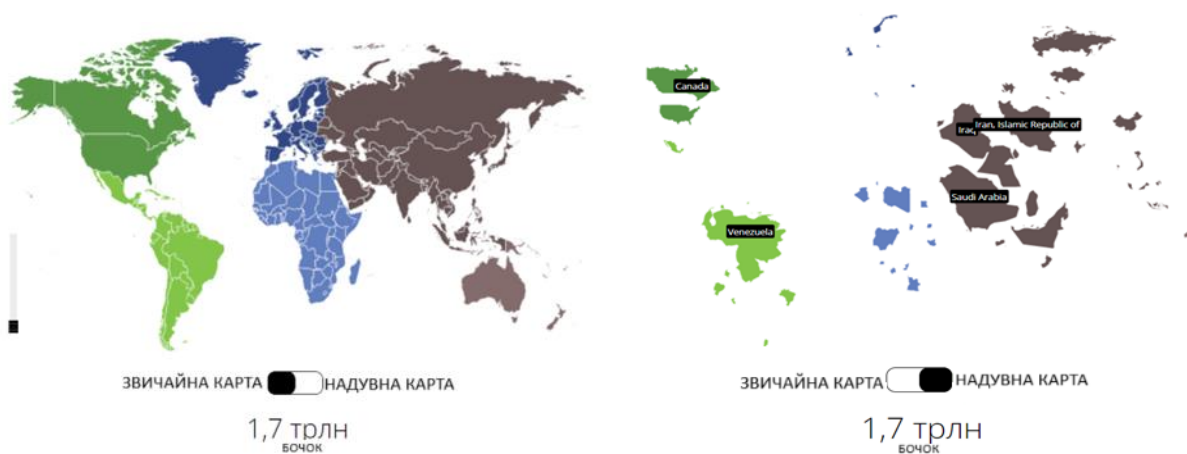 Canada
Iraq
Iran, Islamic Republic of
Saudi Arabia
Venezuela
ЗВИЧАЙНА КАРТА НАДУВНА КАРТА
1,7 трлн
БОЧОК
ЗВИЧАЙНА КАРТА НАДУВНА КАРТА
1,7 трлн
БОЧОК